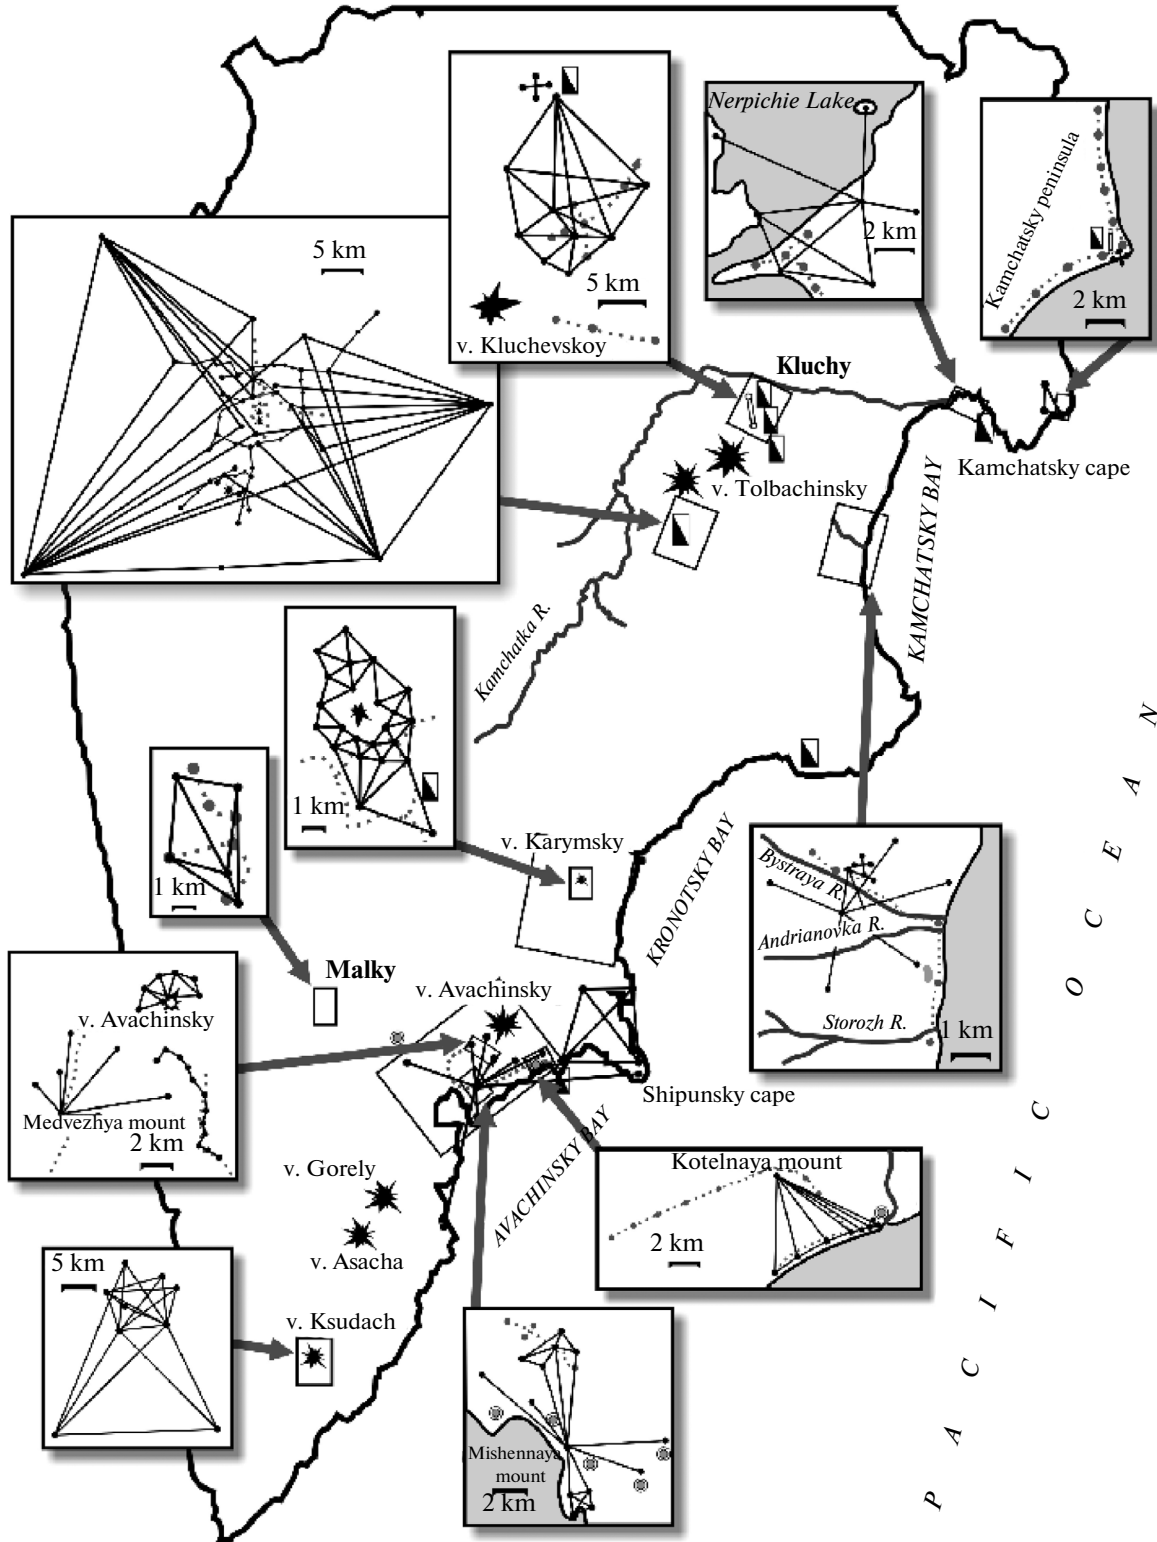 Nerpichie Lake
2 km
Kamchatsky peninsula
2 km
5 km
5 km
v. Kluchevskoy
Kluchy
Kamchatsky cape
v. Tolbachinsky
KAMCHATSKY BAY
Kamchatka R.
1 km
1 km
v. Karymsky
KRONOTSKY BAY
Bystraya R.
Andrianovka R.
Storozh R.
1 km
Malky
v. Avachinsky
v. Avachinsky
Medvezhya mount
2 km
Shipunsky cape
AVACHINSKY BAY
v. Gorely
v. Asacha
Kotelnaya mount
2 km
5 km
v. Ksudach
Mishennaya
mount
2 km
PACIFIC OCEAN